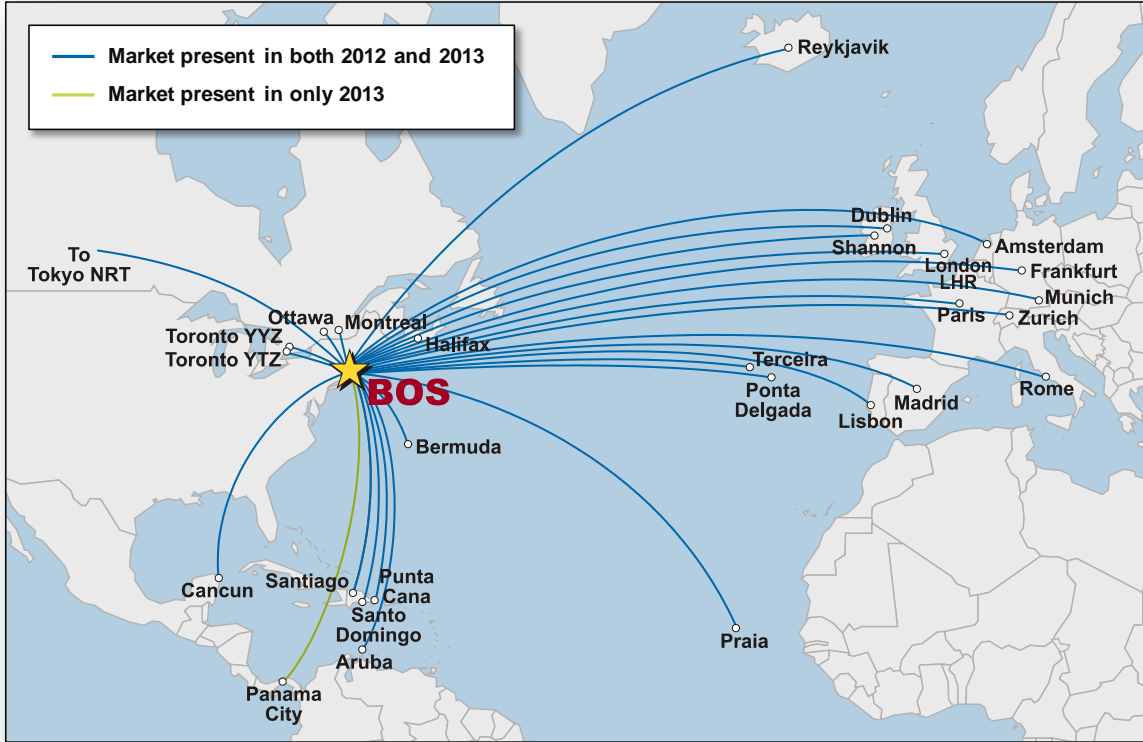 Market present in both 2012 and 2013
Market present in only 2013
Reykjavik
Dublin
Shannon
Amsterdam
London
LHR
Frankfurt
To
Tokyo NRT
Munich
Paris
Zurich
Ottawa
Montreal
Toronto YYZ
Halifax
Toronto YTZ
BOS
Terceira
Ponta
Delgada
Rome
Madrid
Lisbon
Bermuda
Cancun
Santiago
Punta
Cana
Santo
Domingo
Aruba
Praia
Panama
City